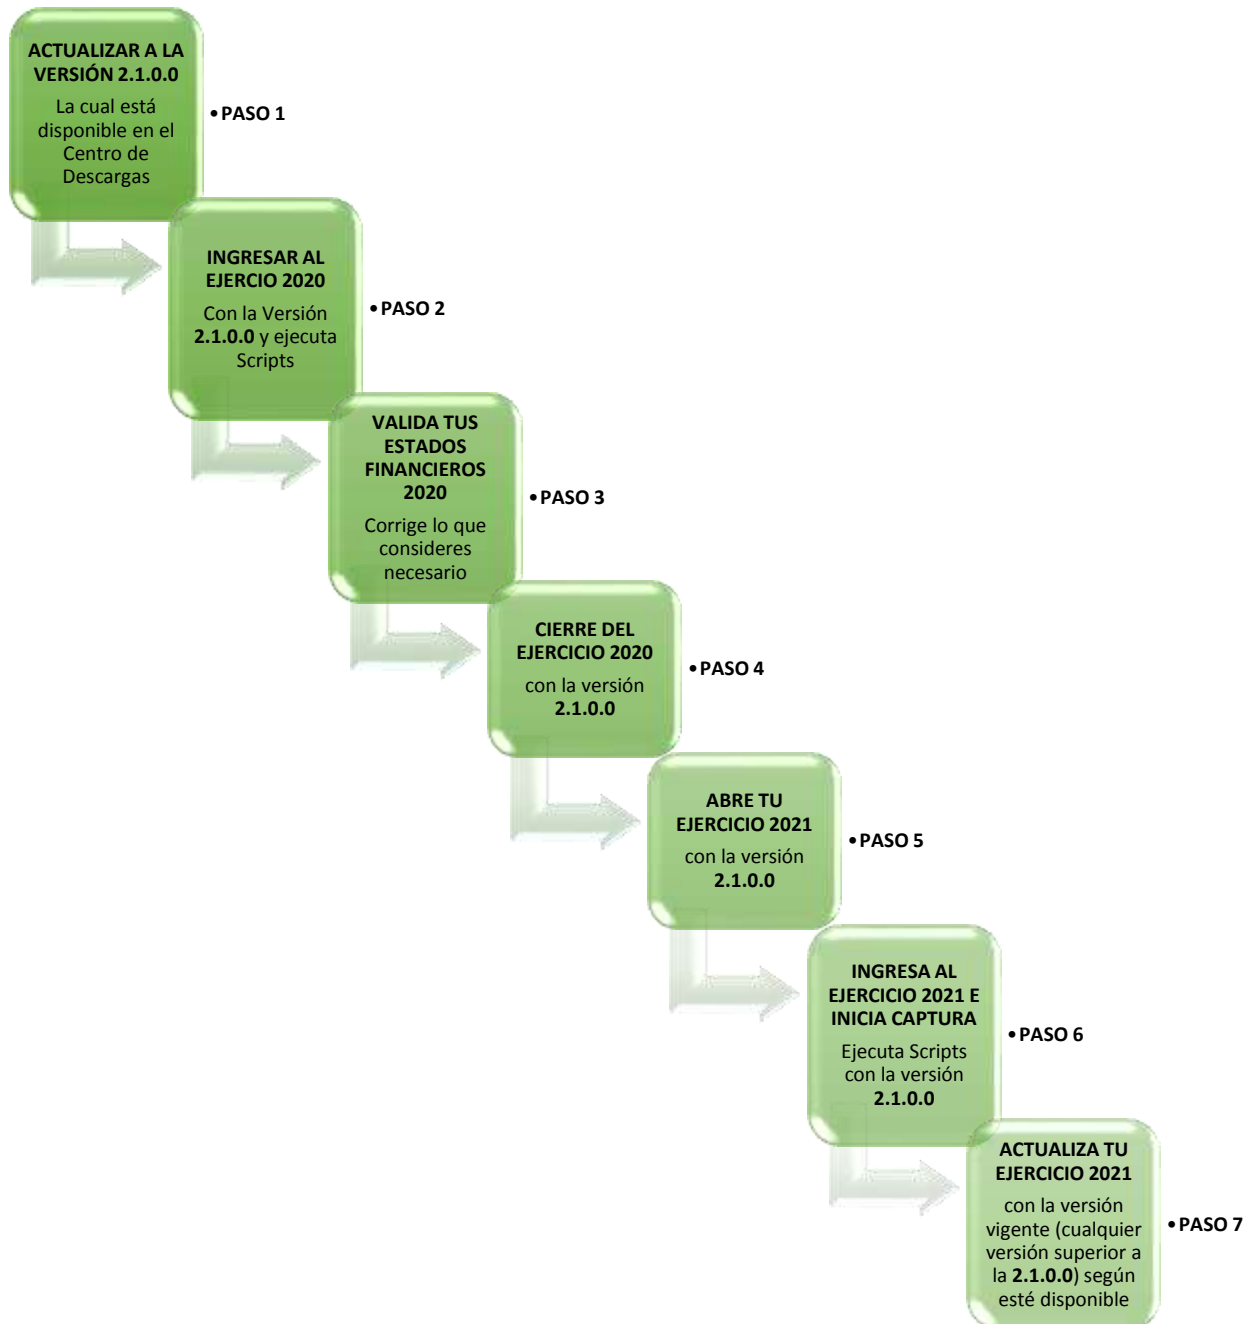 ACTUALIZAR A LA
VERSIÓN 2.1.0.0
La cual está
disponible en el
Centro de
Descargas
•PASO 1
INGRESAR AL
EJERCIO 2020
Con la Versión
2.1.0.0 y ejecuta
Scripts
•PASO 2
VALIDA TUS
ESTADOS
FINANCIEROS
2020
Corrige lo que
consideres
necesario
•PASO 3
CIERRE DEL
EJERCICIO 2020
con la versión
2.1.0.0
•PASO 4
ABRE TU
EJERCICIO 2021
con la versión
2.1.0.0
•PASO 5
INGRESA AL
EJERCICIO 2021 E
INICIA CAPTURA
Ejecuta Scripts
con la versión
2.1.0.0
•PASO 6
ACTUALIZA TU
EJERCICIO 2021
con la versión
vigente (cualquier
versión superior a
la 2.1.0.0) según
esté disponible
•PASO 7